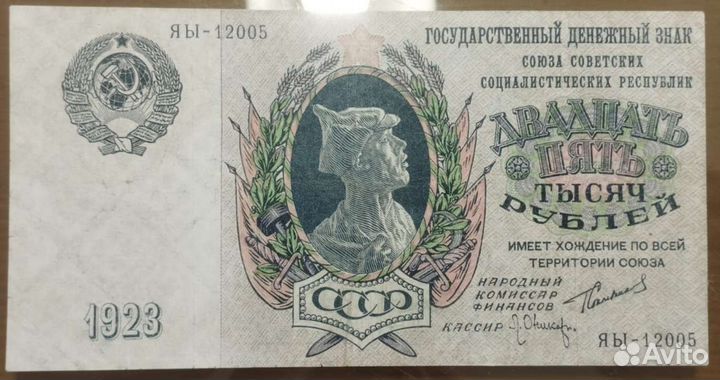 ЯЫ-12005
ГОСУДАРСТВЕННЫЙ ДЕНЕЖНЫЙ ЗНАК
СОЮЗА СОВЕТСКИХ
СОЦИАЛИСТИЧЕСКИХ РЕСПУБЛИК
ДВАДЦАТЬ
ПЯТЬ
ТЫСЯЧ
РУБЛЕЙ
ИМЕЕТ ХОЖДЕНИЕ ПО ВСЕЙ
ТЕРРИТОРИИ СОЮЗА
НАРОДНЫЙ
КОМИССАР
ФИНАНСОВ
КАССИР
ЯЫ-12005
СССР
1923
Avito